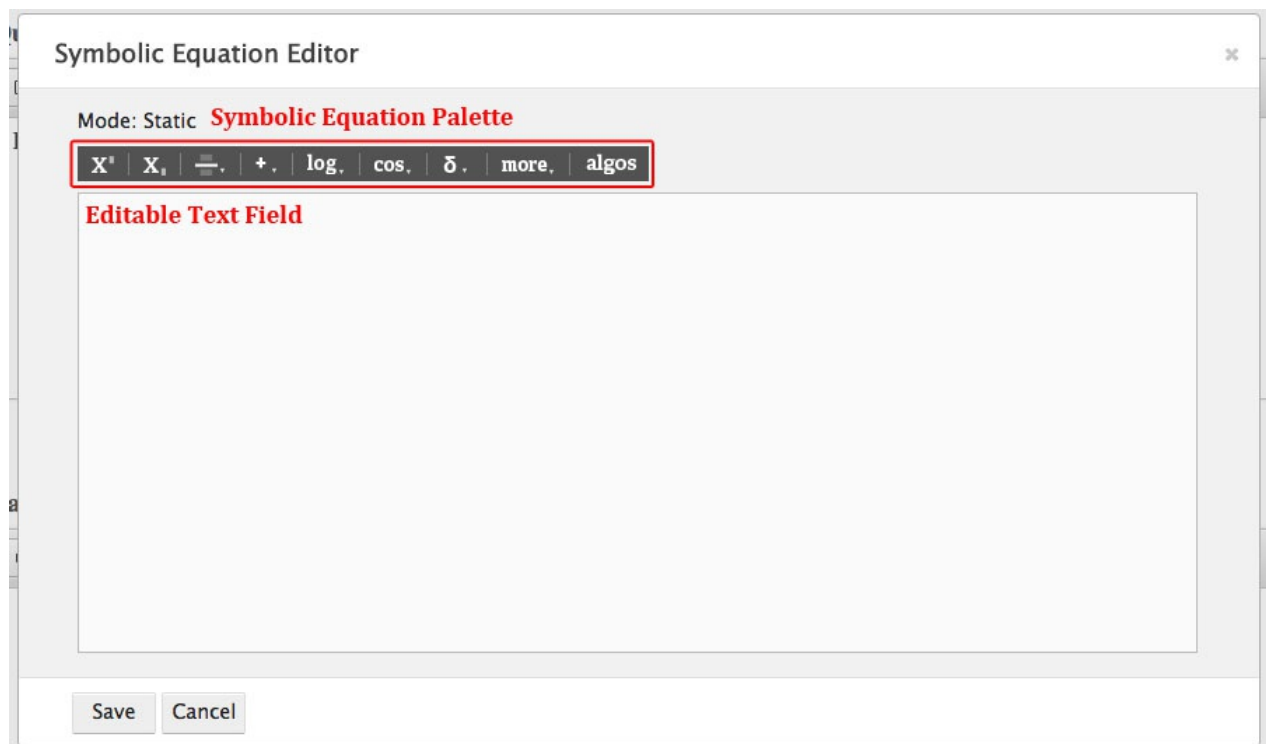 Symbolic Equation Editor ×
Mode: Static Symbolic Equation Palette
X X + log cos δ more algos
Editable Text Field
Save Cancel